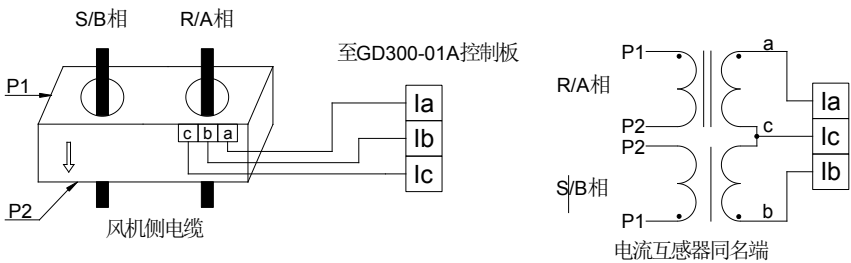 S/B相 R/A相
至GD300-01A控制板
P1
c b a
Ia
Ib
Ic
P2
风机侧电缆
P1 a
R/A相
Ia
P2 c Ic
P2
Ib
S/B相
P1 b
电流互感器同名端